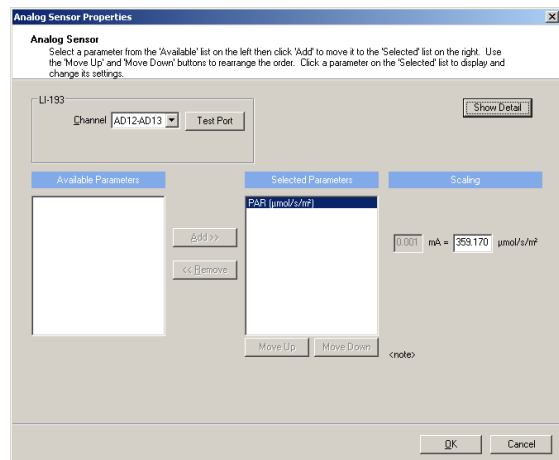 Analog Sensor Properties
Analog Sensor
Select a parameter from the 'Available' list on the left then click 'Add' to move it to the 'Selected' list on the right. Use
the 'Move Up' and 'Move Down' buttons to rearrange the order. Click a parameter on the 'Selected' list to display and
change its settings.
LI-193
Channel AD12-AD13 Test Port
Show Detail
Available Parameters Selected Parameters Scaling
PAR (µmol/s/m²)
Add >>
0.001 mA = 359.170 µmol/s/m²
<< Remove
Move Up Move Down <note>
OK Cancel